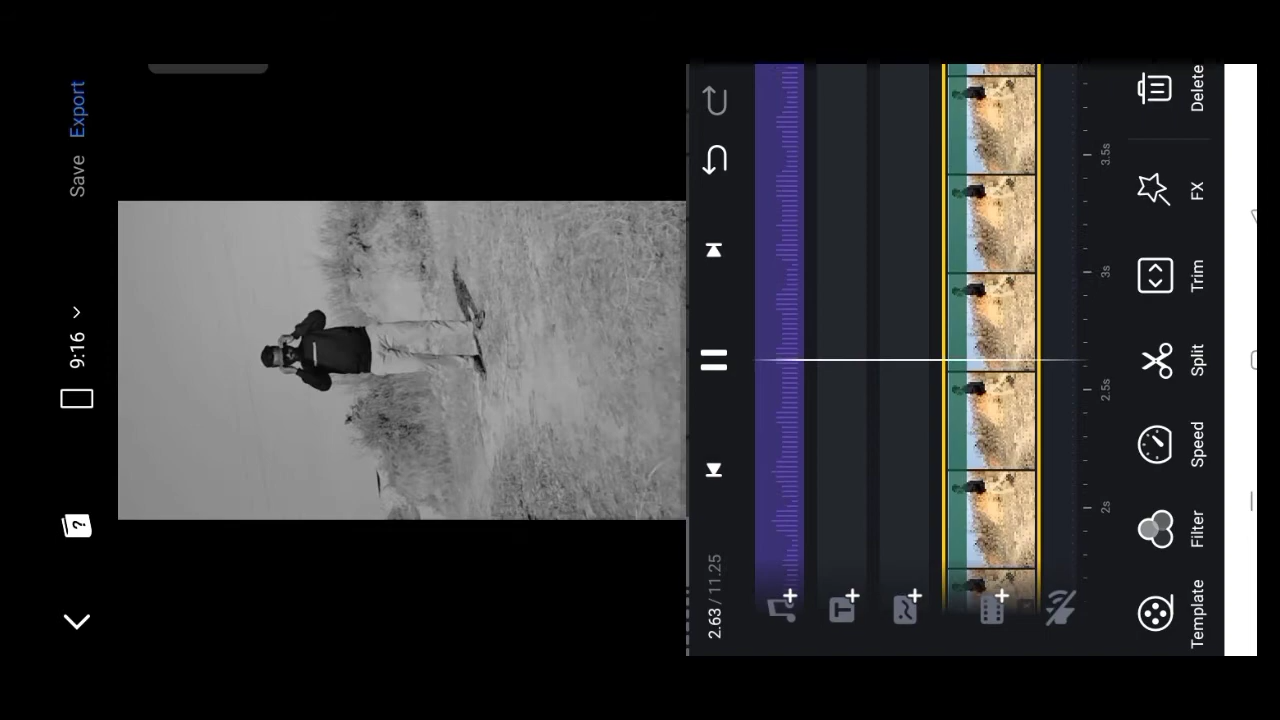 9:16
Save
Export
2.63 / 11.25
2s
2.5s
3s
3.5s
Template
Filter
Speed
Split
Trim
FX
Delete